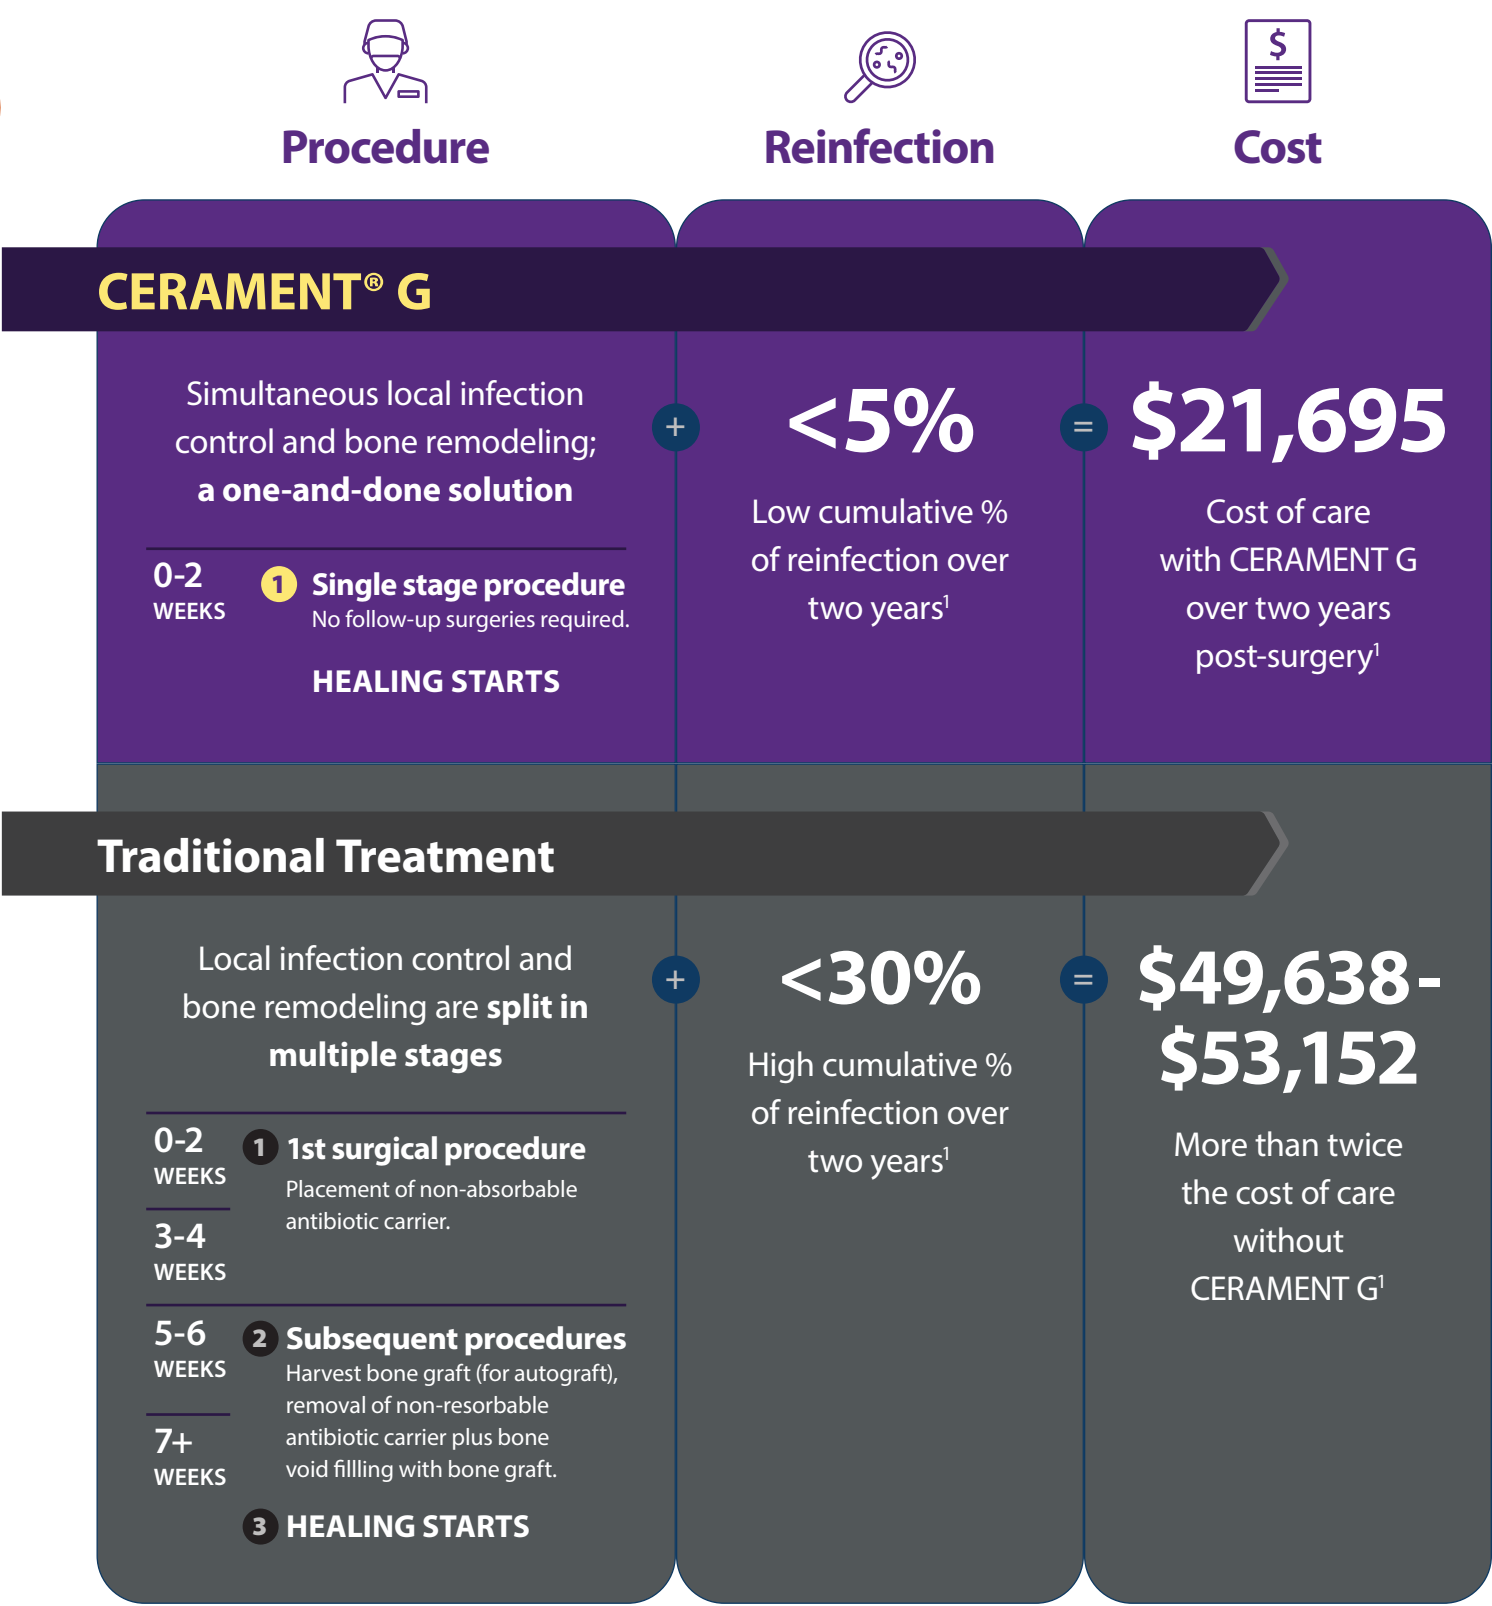 Procedure
Reinfection
Cost
$
CERAMENT® G
Simultaneous local infection
control and bone remodeling;
a one-and-done solution
0-2
WEEKS
1 Single stage procedure
No follow-up surgeries required.
HEALING STARTS
+
<5%
Low cumulative %
of reinfection over
two years1
=
$21,695
Cost of care
with CERAMENT G
over two years
post-surgery1
Traditional Treatment
Local infection control and
bone remodeling are split in
multiple stages
0-2
WEEKS
1 1st surgical procedure
Placement of non-absorbable
antibiotic carrier.
3-4
WEEKS
5-6
WEEKS
2 Subsequent procedures
Harvest bone graft (for autograft),
removal of non-resorbable
antibiotic carrier plus bone
void fillling with bone graft.
7+
WEEKS
3 HEALING STARTS
+
<30%
High cumulative %
of reinfection over
two years1
=
$49,638-
$53,152
More than twice
the cost of care
without
CERAMENT G1